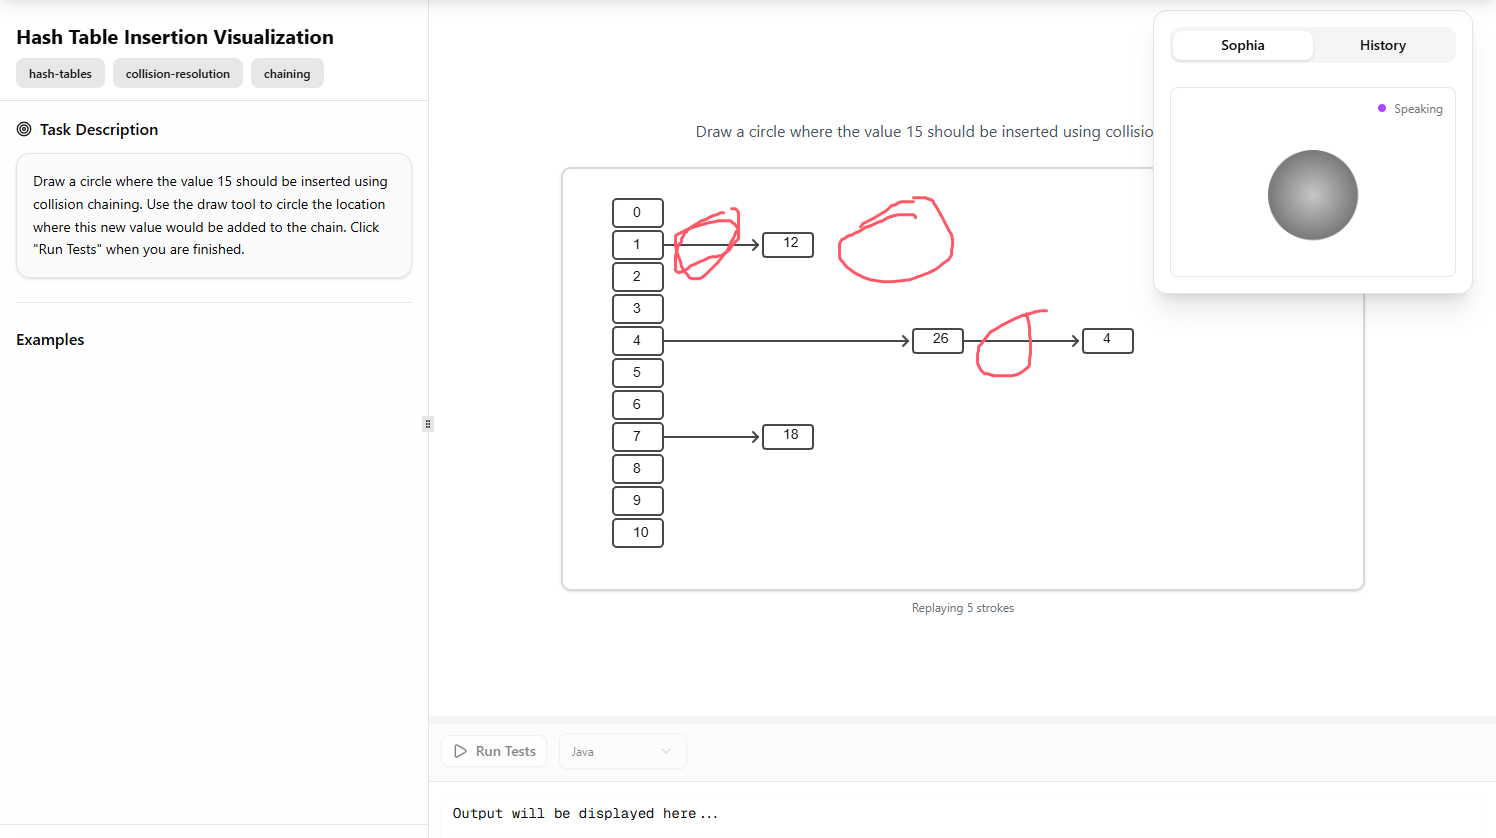 Hash Table Insertion Visualization
hash-tables
collision-resolution
chaining
Task Description
Draw a circle where the value 15 should be inserted using
collision chaining. Use the draw tool to circle the location
where this new value would be added to the chain. Click
"Run Tests" when you are finished.
Examples
Sophia
History
Speaking
Draw a circle where the value 15 should be inserted using collisio
0
1
12
2
3
4
26
4
5
6
7
18
8
9
10
Replaying 5 strokes
Run Tests
Java
Output will be displayed here...